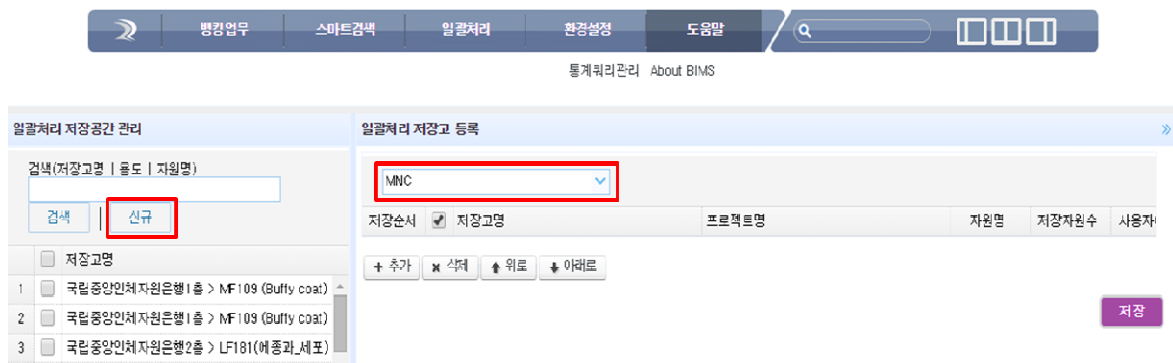 뱅킹업무 스마트검색 일괄처리 환경설정 도움말
통계쿼리관리 About BIMS
일괄처리 저장공간 관리
검색(저장고명 | 용도 | 자원명)
검색 | 신규
저장고명
1 국립중앙인체자원은행1층 > MF109 (Buffy coat)
2 국립중앙인체자원은행1층 > MF109 (Buffy coat)
3 국립중앙인체자원은행2층 > LF181(에종과_세포)
일괄처리 저장고 등록
MNC
저장순서 저장고명 프로젝트명 자원명 저장자원수 사용자
추가 삭제 위로 아래로
저장